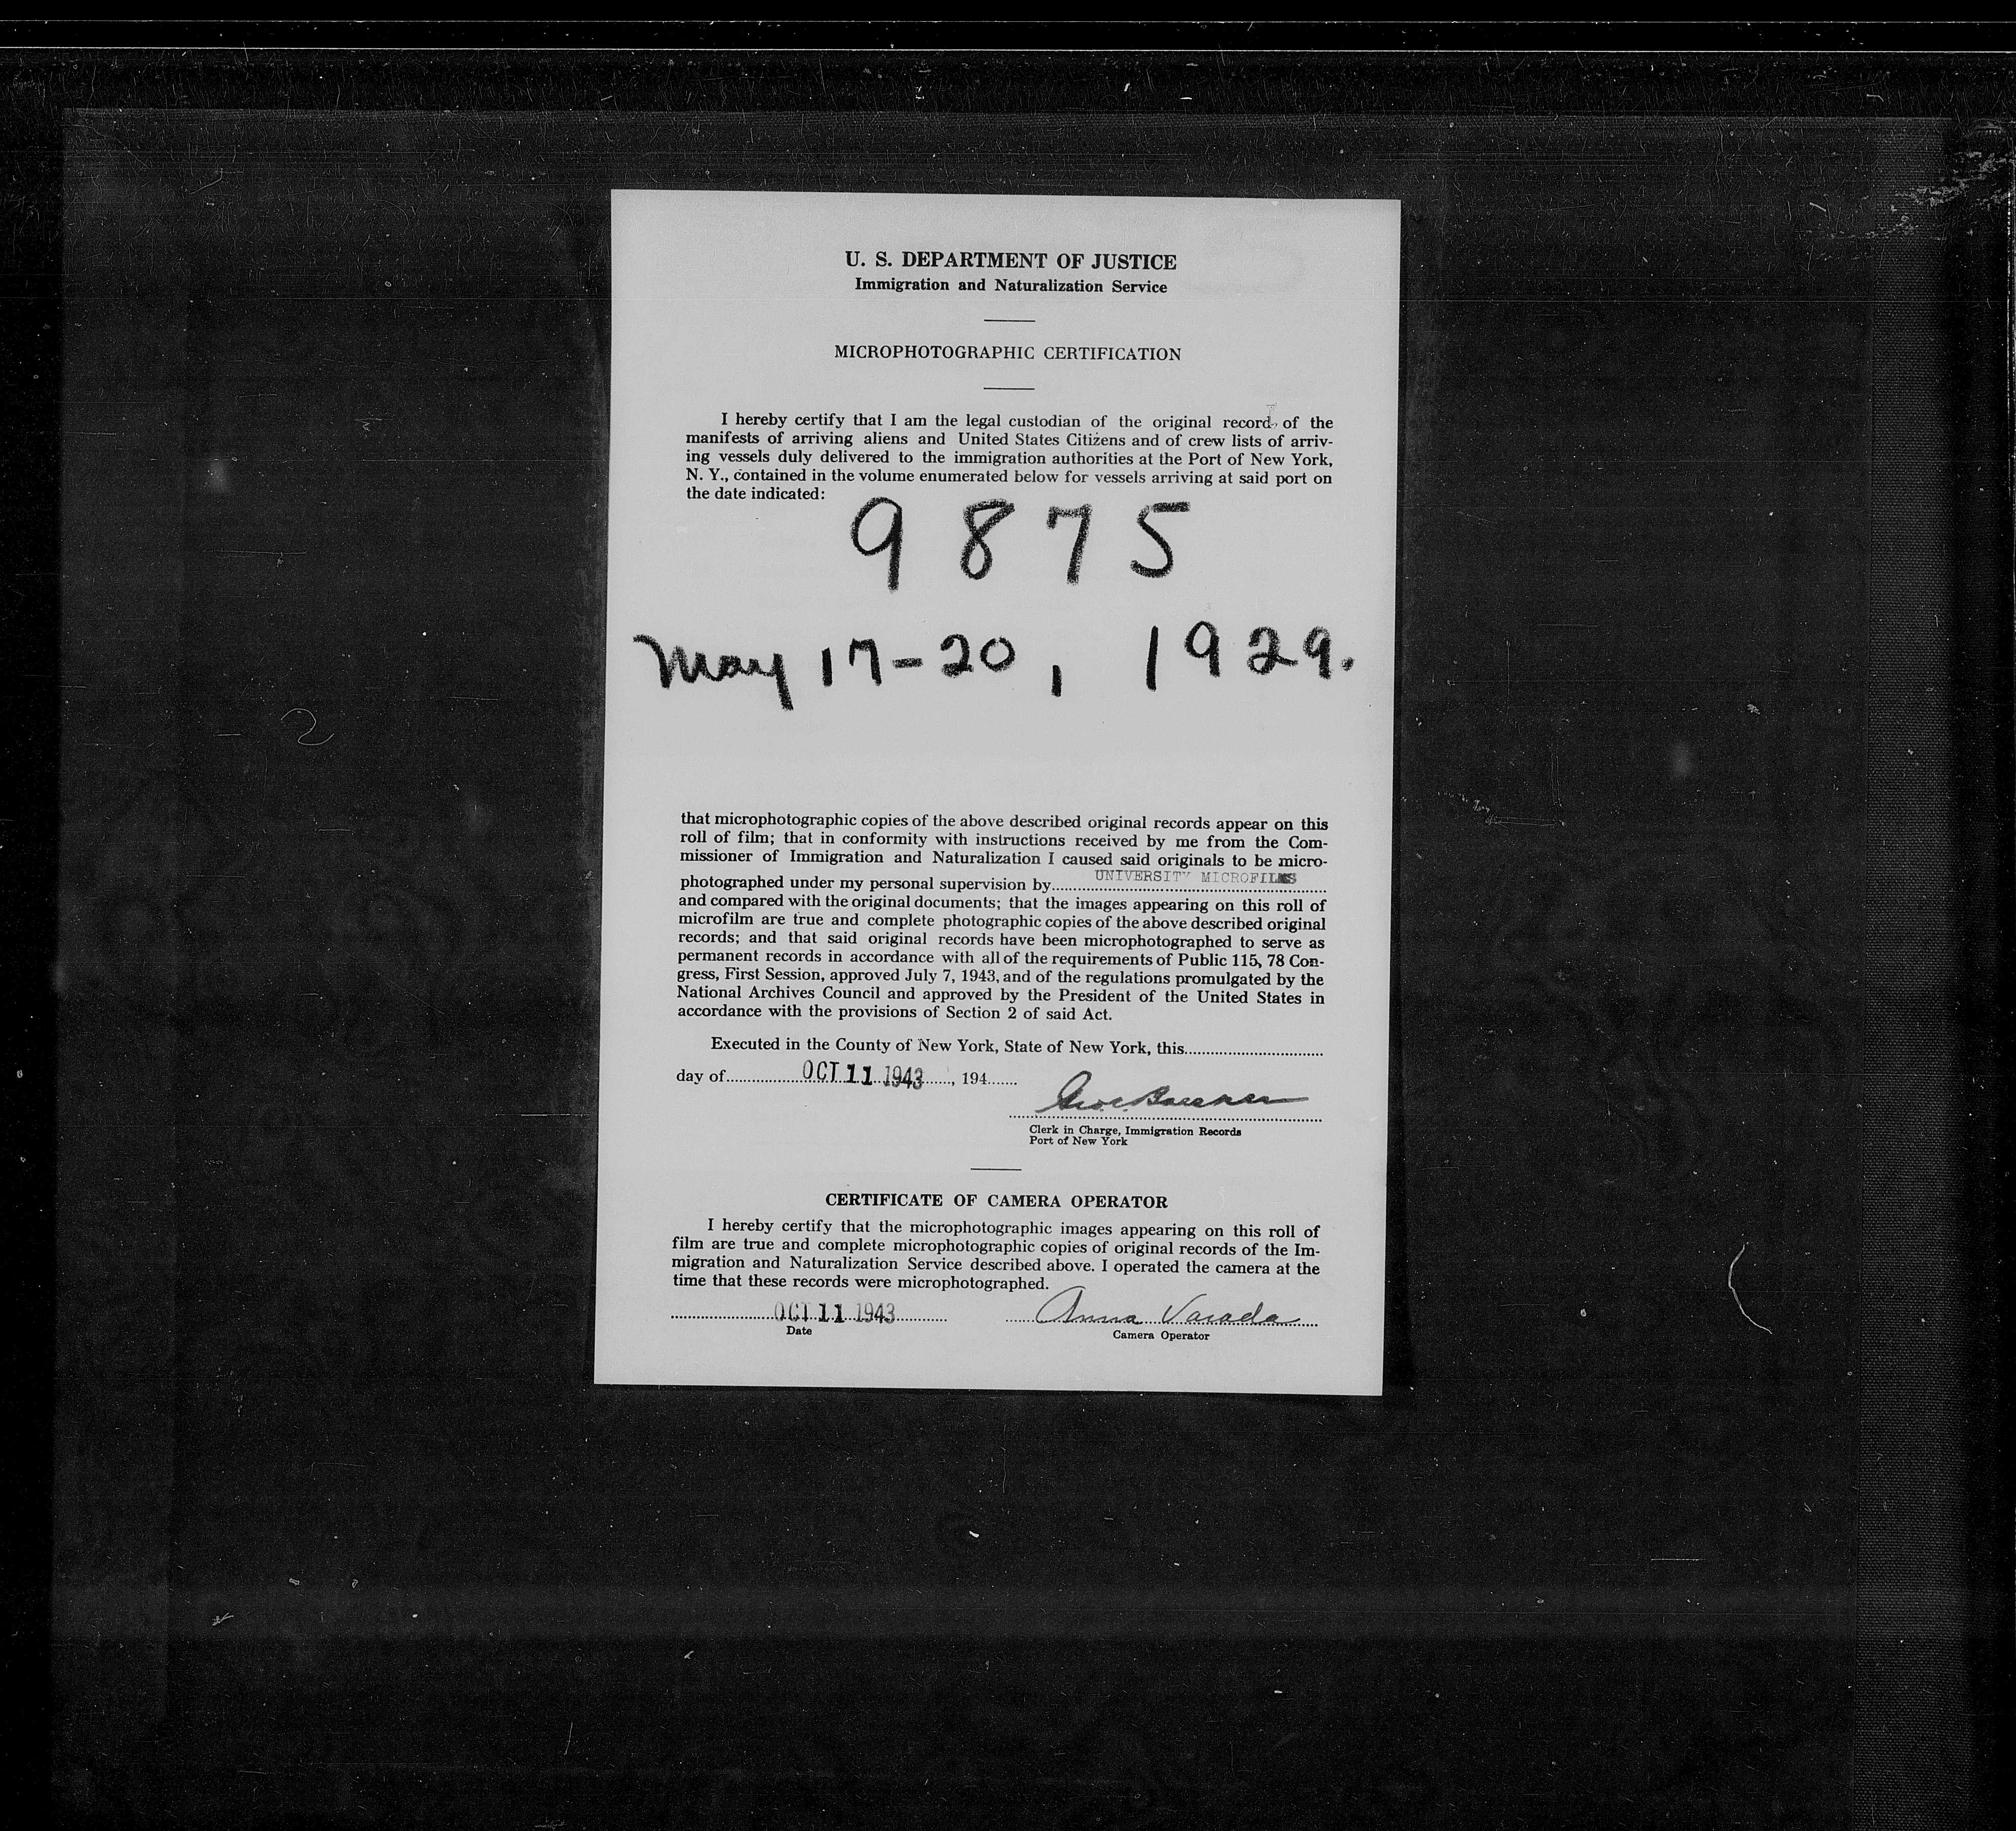 U. S. DEPARTMENT OF JUSTICE
Immigration and Naturalization Service
MICROPHOTOGRAPHIC CERTIFICATION
I hereby certify that I am the legal custodian of the original record, of the
manifests of arriving aliens and United States Citizens and of crew lists of arriv-
ing vessels duly delivered to the immigration authorities at the Port of New York,
N. Y., contained in the volume enumerated below for vessels arriving at said port on
the date indicated:
9875
May 17-20, 1929.
that microphotographic copies of the above described original records appear on this
roll of film; that in conformity with instructions received by me from the Com-
missioner of Immigration and Naturalization I caused said originals to be micro-
photographed under my personal supervision by UNIVERSITY MICROFILMS
and compared with the original documents; that the images appearing on this roll of
microfilm are true and complete photographic copies of the above described original
records; and that said original records have been microphotographed to serve as
permanent records in accordance with all of the requirements of Public 115, 78 Con-
gress, First Session, approved July 7, 1943, and of the regulations promulgated by the
National Archives Council and approved by the President of the United States in
accordance with the provisions of Section 2 of said Act.
Executed in the County of New York, State of New York, this
day of OCT 11 1943, 194
Clerk in Charge, Immigration Records
Port of New York
CERTIFICATE OF CAMERA OPERATOR
I hereby certify that the microphotographic images appearing on this roll of
film are true and complete microphotographic copies of original records of the Im-
migration and Naturalization Service described above. I operated the camera at the
time that these records were microphotographed.
OCT 11 1943 Anna Varada
Date Camera Operator